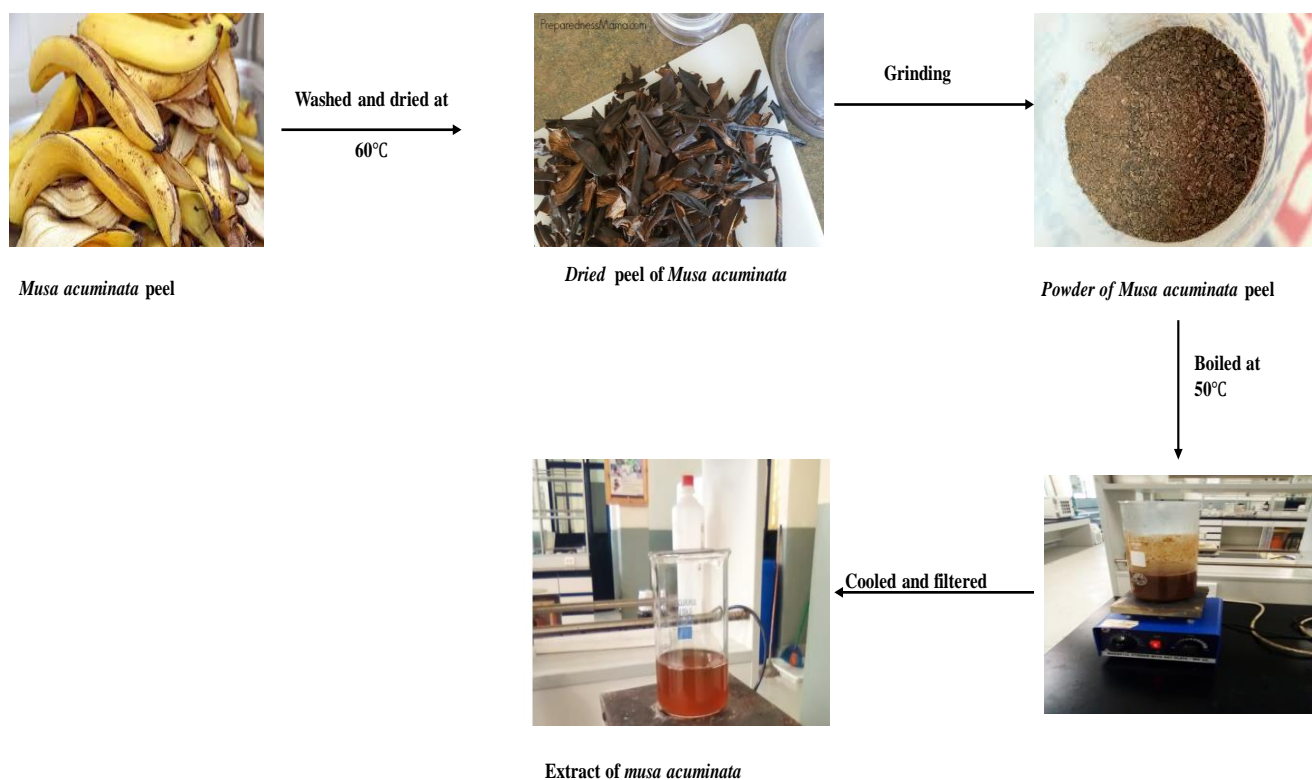 PreparednessMama.com
Washed and dried at
60℃
Grinding
Musa acuminata peel
Dried peel of Musa acuminata
Powder of Musa acuminata peel
Boiled at
50℃
Cooled and filtered
Extract of musa acuminata